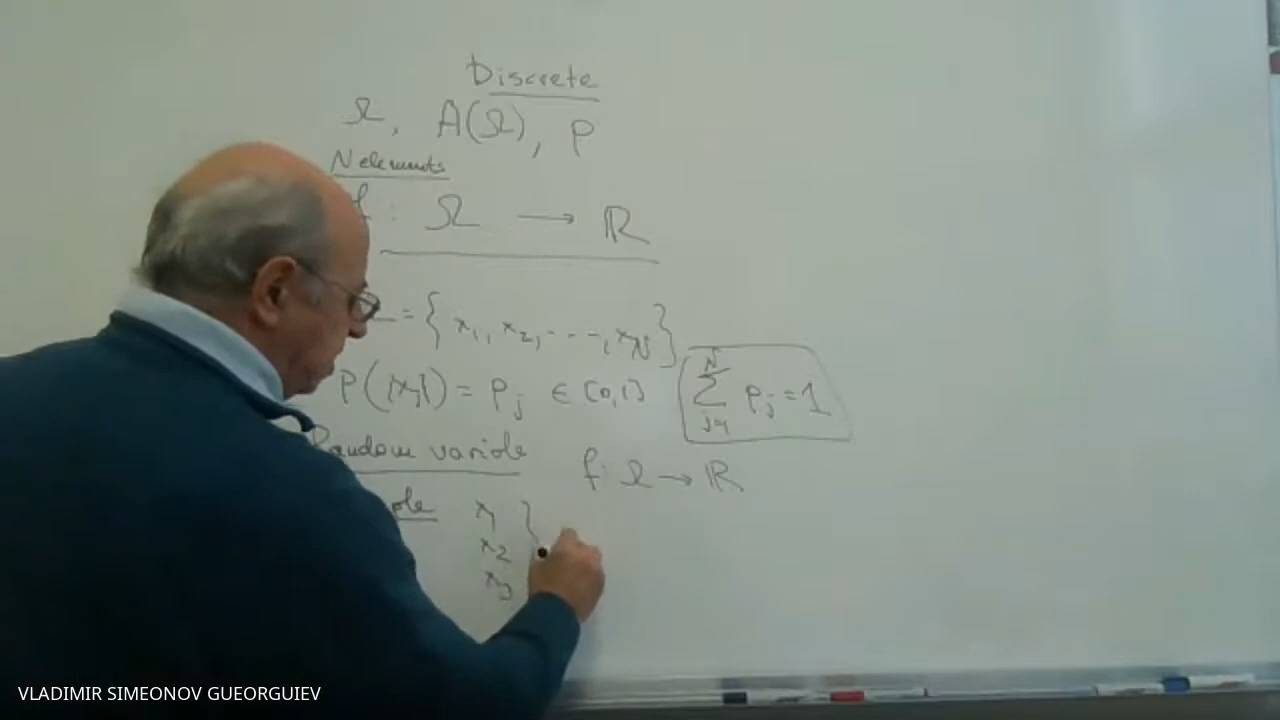 Discrete
Ω, A(Ω), P
N elements
f : Ω → ℝ
= { x₁, x₂, - - -, x_N }
P({xⱼ}) = pⱼ ∈ [0,1]
N
∑ pⱼ = 1
j=1
Random variable f: Ω → ℝ
x₁ }
x₂
x₃
VLADIMIR SIMEONOV GUEORGUIEV